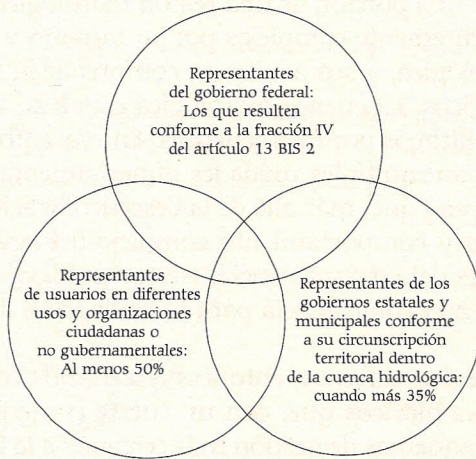 Representantes
del gobierno federal:
Los que resulten
conforme a la fracción IV
del artículo 13 BIS 2
Representantes
de usuarios en diferentes
usos y organizaciones
ciudadanas o
no gubernamentales:
Al menos 50%
Representantes de los
gobiernos estatales y
municipales conforme
a su circunscripción
territorial dentro
de la cuenca hidrológica:
cuando más 35%